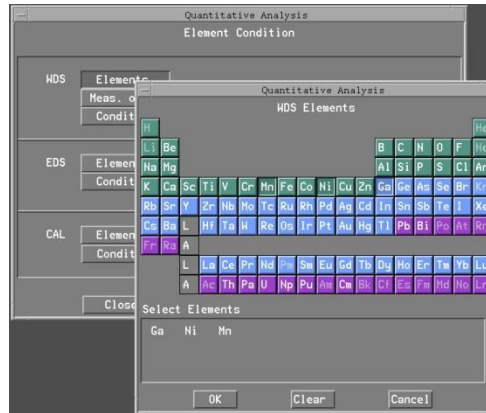 Quantitative Analysis
Element Condition
WDS Elements
Meas. o
Condit
EDS Elemen
Condit
CAL Elemen
Condit
Close
Quantitative Analysis
WDS Elements
H He
Li Be B C N O F Ne
Na Mg Al Si P S Cl Ar
K Ca Sc Ti V Cr Mn Fe Co Ni Cu Zn Ga Ge As Se Br Kr
Rb Sr Y Zr Nb Mo Tc Ru Rh Pd Ag Cd In Sn Sb Te I Xe
Cs Ba L Hf Ta W Re Os Ir Pt Au Hg Tl Pb Bi Po At Rn
Fr Ra A
L La Ce Pr Nd Pm Sm Eu Gd Tb Dy Ho Er Tm Yb Lu
A Ac Th Pa U Np Pu Am Cm Bk Cf Es Fm Md No Lr
Select Elements
Ga Ni Mn
OK Clear Cancel